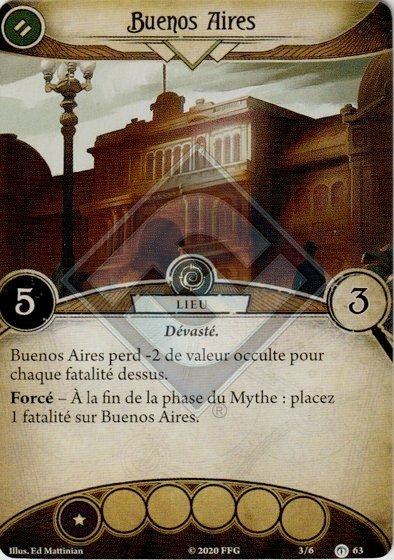 Buenos Aires
5
LIEU
3
Dévasté.
Buenos Aires perd -2 de valeur occulte pour
chaque fatalité dessus.
Forcé – À la fin de la phase du Mythe : placez
1 fatalité sur Buenos Aires.
®
Illus. Ed Mattinian © 2020 FFG 3/6 63